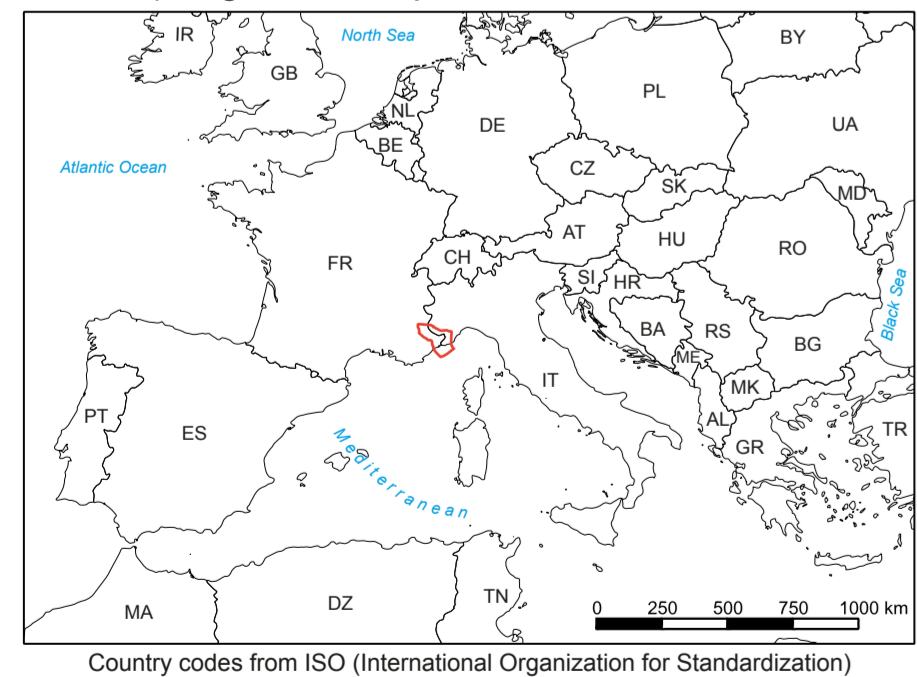 IR
North Sea
BY
GB
PL
NL
DE
UA
BE
Atlantic Ocean
CZ
SK
MD
AT
HU
RO
FR
CH
SI
HR
Black Sea
BA
RS
BG
ME
IT
MK
PT
AL
ES
TR
GR
Mediterranean
MA
DZ
TN
0 250 500 750 1000 km
Country codes from ISO (International Organization for Standardization)